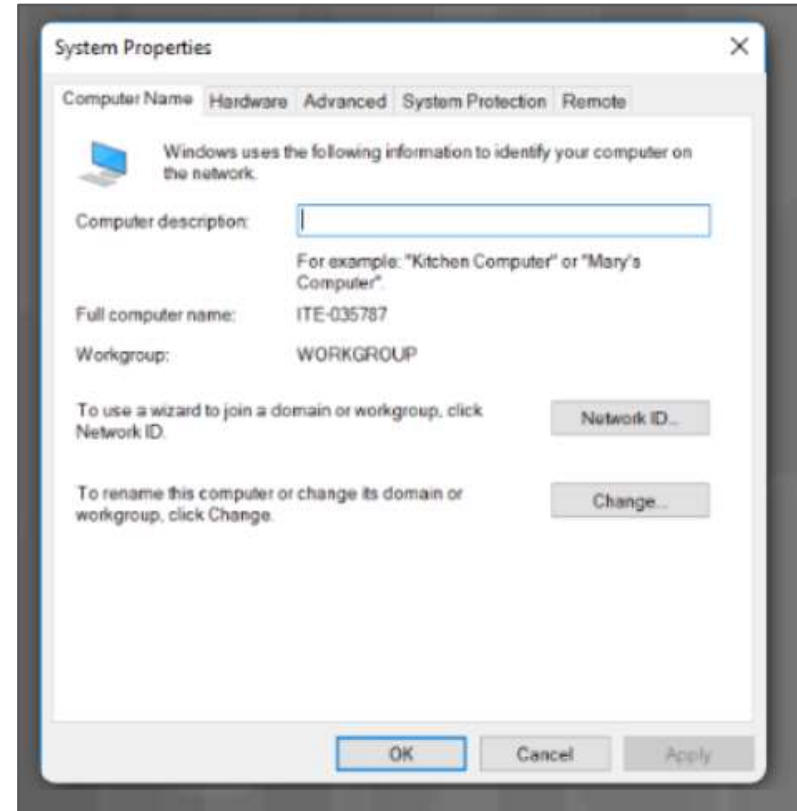 System Properties
Computer Name Hardware Advanced System Protection Remote
Windows uses the following information to identify your computer on
the network.
Computer description:
For example: "Kitchen Computer" or "Mary's
Computer".
Full computer name: ITE-035787
Workgroup: WORKGROUP
To use a wizard to join a domain or workgroup, click
Network ID.
Network ID...
To rename this computer or change its domain or
workgroup, click Change.
Change...
OK Cancel Apply